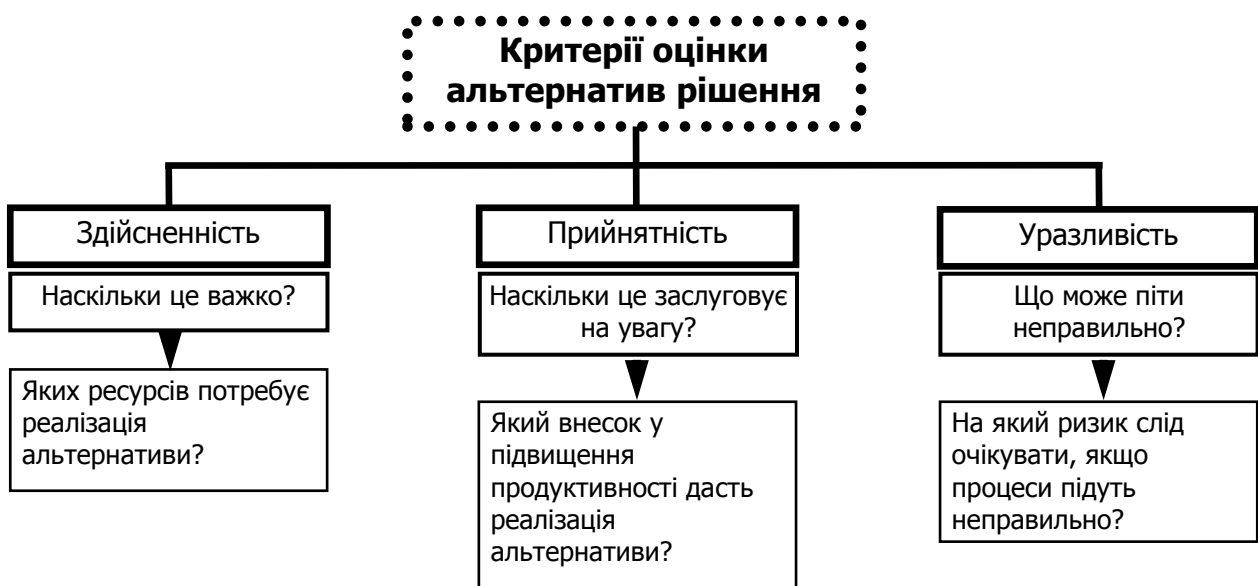 Критерії оцінки
альтернатив рішення
Здійсненність
Наскільки це важко?
Яких ресурсів потребує
реалізація
альтернативи?
Прийнятність
Наскільки це заслуговує
на увагу?
Який внесок у
підвищення
продуктивності дасть
реалізація
альтернативи?
Уразливість
Що може піти
неправильно?
На який ризик слід
очікувати, якщо
процеси підуть
неправильно?